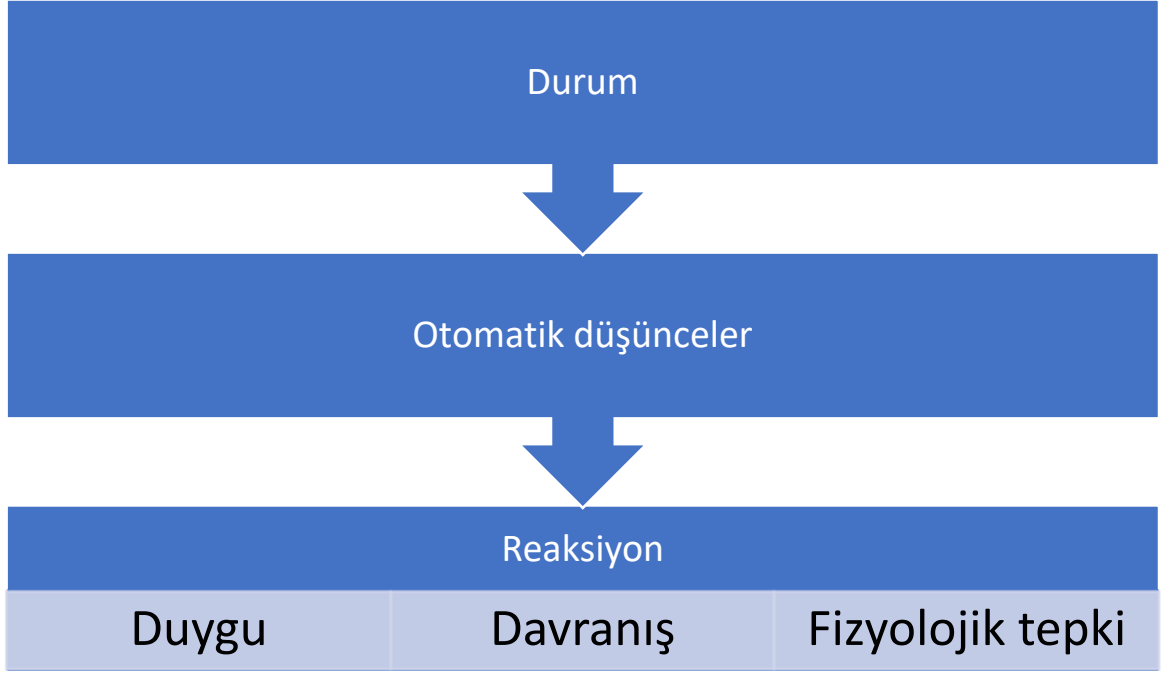 Durum
Otomatik düşünceler
Reaksiyon
Duygu
Davranış
Fizyolojik tepki